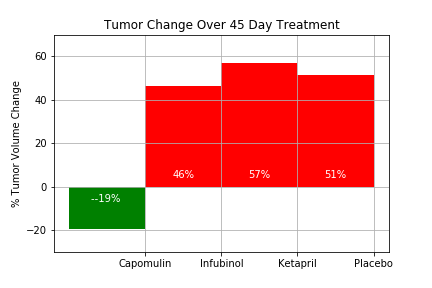 Tumor Change Over 45 Day Treatment
% Tumor Volume Change
60
40
20
0
−20
--19%
46%
57%
51%
Capomulin
Infubinol
Ketapril
Placebo